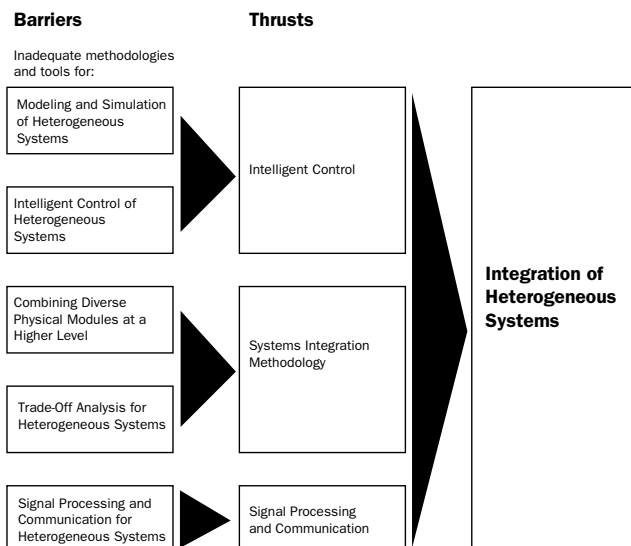 Barriers
Thrusts
Inadequate methodologies
and tools for:
Modeling and Simulation
of Heterogeneous
Systems
Intelligent Control
Intelligent Control of
Heterogeneous
Systems
Combining Diverse
Physical Modules at a
Higher Level
Systems Integration
Methodology
Trade-Off Analysis for
Heterogeneous Systems
Signal Processing and
Communication for
Heterogeneous Systems
Signal Processing
and Communication
Integration of
Heterogeneous
Systems